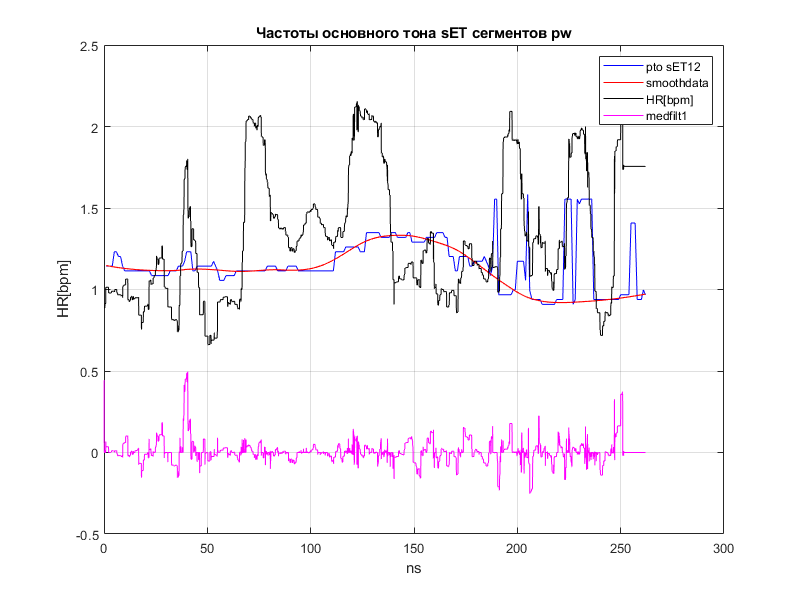 Частоты основного тона sET сегментов pw
pto sET12
smoothdata
HR[bpm]
medfilt1
2.5
2
1.5
1
0.5
0
-0.5
HR[bpm]
0
50
100
150
200
250
300
ns